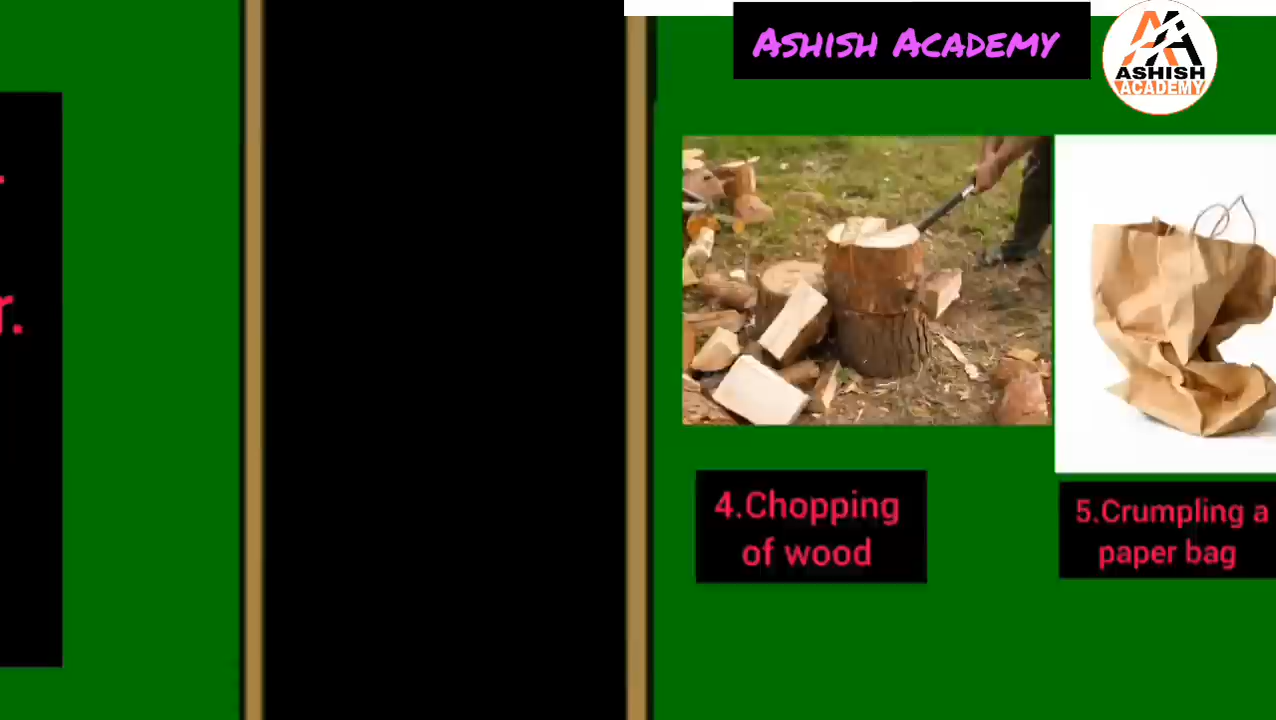 Ashish Academy
ASHISH
ACADEMY
r.
4.Chopping
of wood
5.Crumpling a
paper bag